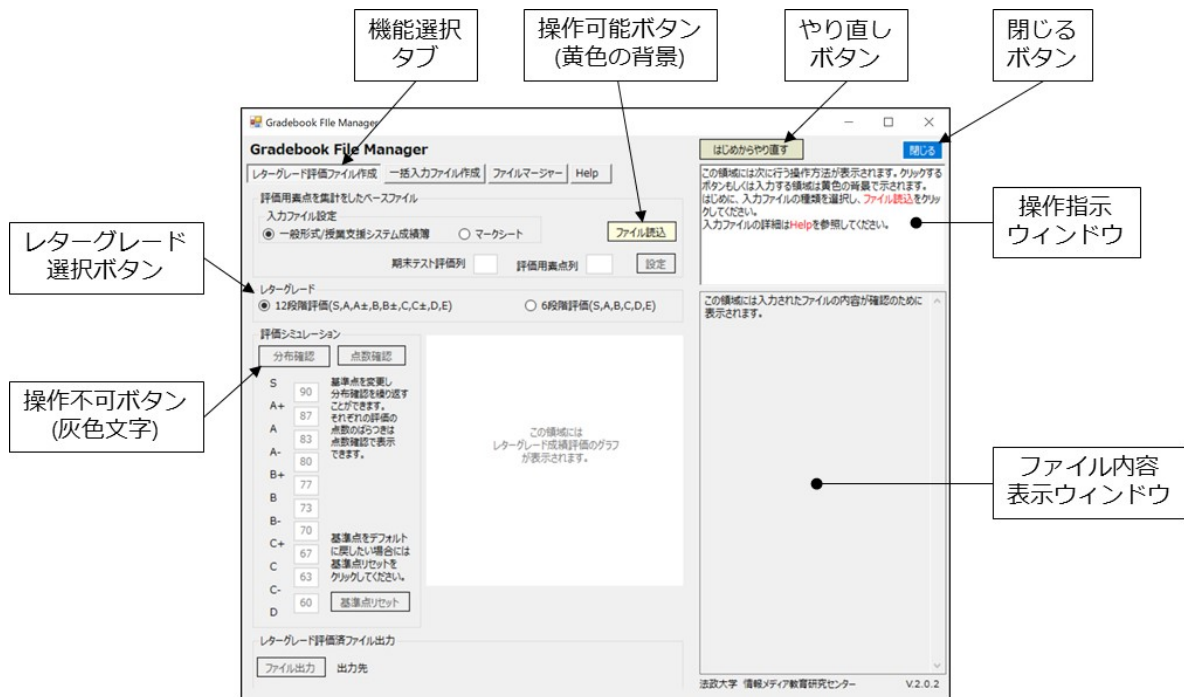 機能選択
タブ
操作可能ボタン
(黄色の背景)
やり直し
ボタン
閉じる
ボタン
Gradebook FIle Manager
Gradebook File Manager
はじめからやり直す
閉じる
レターグレード評価ファイル作成
一括入力ファイル作成
ファイルマージャー
Help
この領域には次に行う操作方法が表示されます。クリックする
ボタンもしくは入力する領域は黄色の背景で示されます。
はじめに、入力ファイルの種類を選択し、ファイル読込をクリッ
クしてください。
入力ファイルの詳細はHelpを参照してください。
操作指示
ウィンドウ
評価用素点を集計をしたベースファイル
入力ファイル設定
一般形式/授業支援システム成績簿
マークシート
ファイル読込
期末テスト評価列
評価用素点列
設定
レターグレード
選択ボタン
レターグレード
12段階評価(S,A,A±,B,B±,C,C±,D,E)
6段階評価(S,A,B,C,D,E)
この領域には入力されたファイルの内容が確認のために
表示されます。
評価シミュレーション
分布確認
点数確認
操作不可ボタン
(灰色文字)
S
90
A+
87
A
83
A-
80
B+
77
B
73
B-
70
C+
67
C
63
C-
60
D
基準点を変更し
分布確認を繰り返す
ことができます。
それぞれの評価の
点数のばらつきは
点数確認で表示
できます。
基準点をデフォルト
に戻したい場合には
基準点リセットを
クリックしてください。
基準点リセット
この領域には
レターグレード成績評価のグラフ
が表示されます。
ファイル内容
表示ウィンドウ
レターグレード評価済ファイル出力
ファイル出力
出力先
法政大学 情報メディア教育研究センター
V.2.0.2